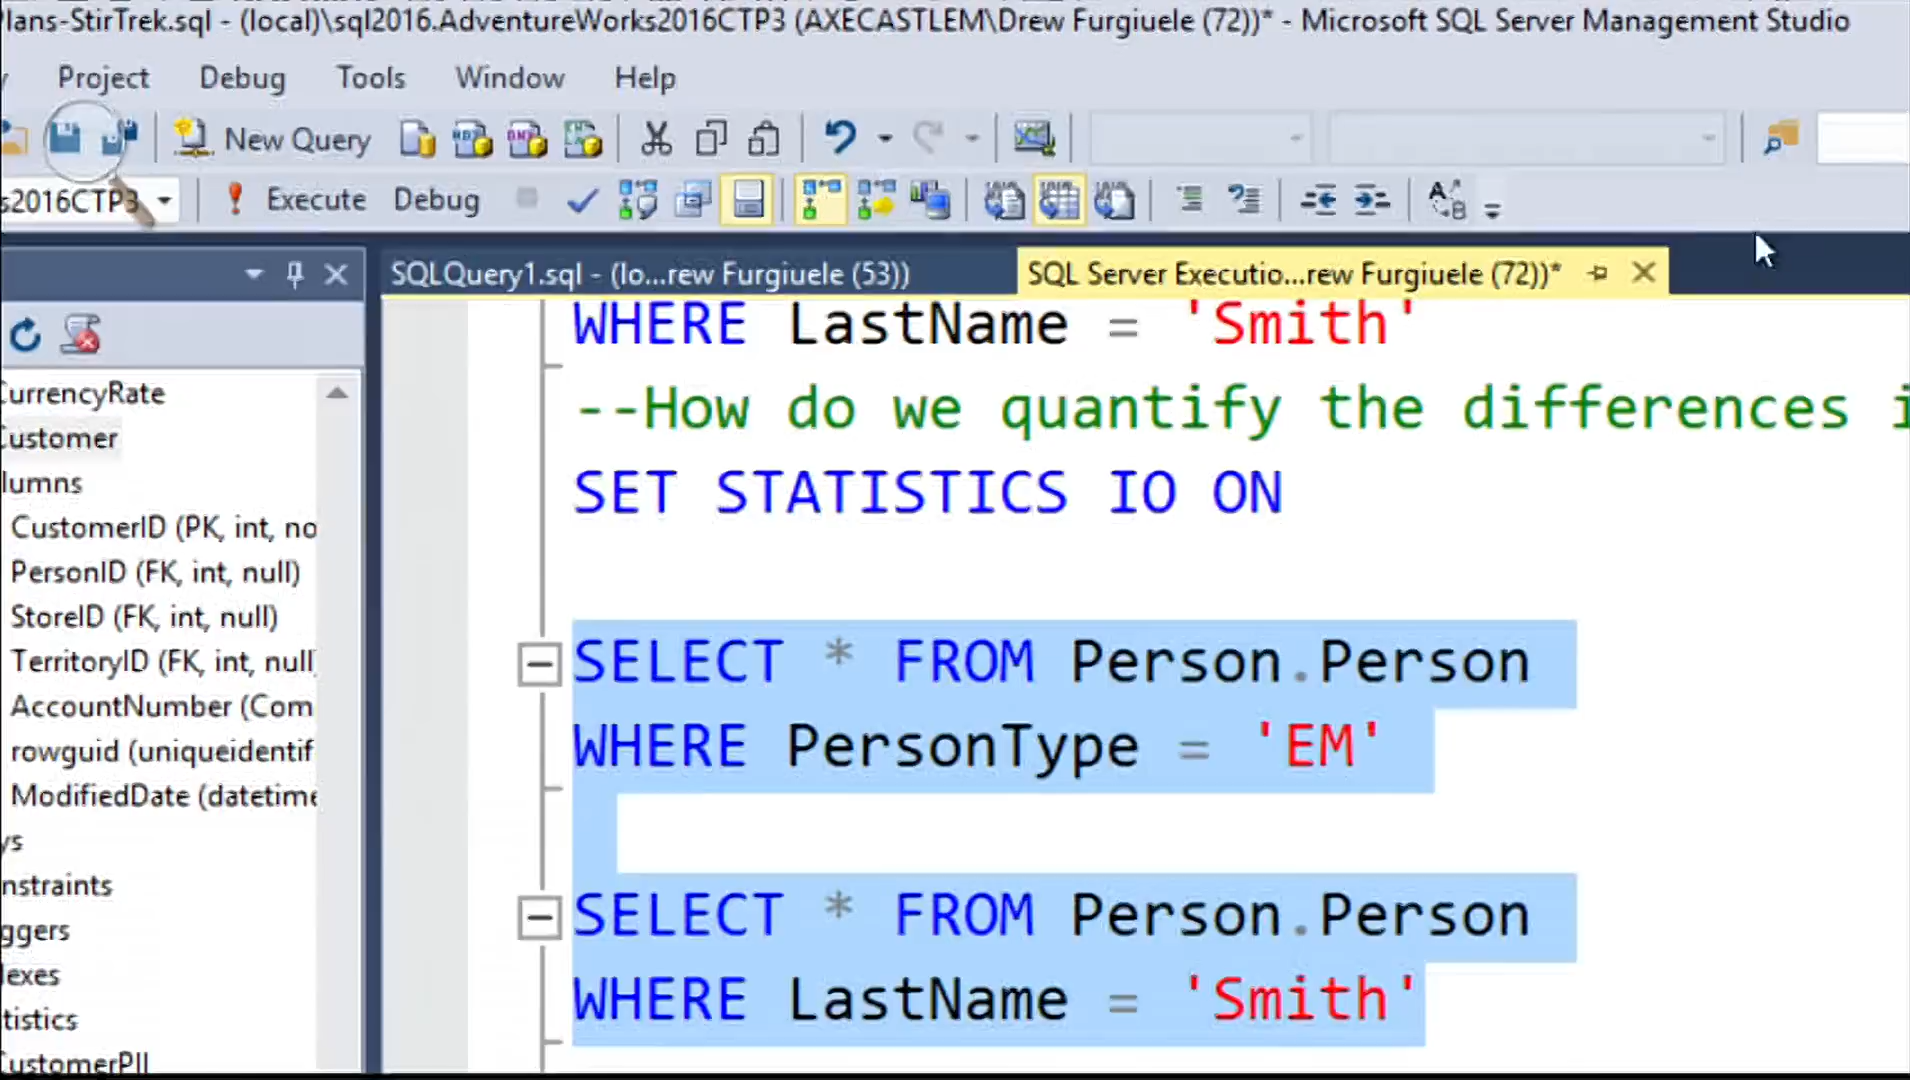 lans-StirTrek.sql - (local)\sql2016.AdventureWorks2016CTP3 (AXECASTLEM\Drew Furgiuele (72))* - Microsoft SQL Server Management Studio
Project Debug Tools Window Help
New Query
s2016CTP3 Execute Debug
SQLQuery1.sql - (lo...rew Furgiuele (53)) SQL Server Executio...rew Furgiuele (72))*
CurrencyRate
Customer
lumns
CustomerID (PK, int, no
PersonID (FK, int, null)
StoreID (FK, int, null)
TerritoryID (FK, int, null)
AccountNumber (Com
rowguid (uniqueidentif
ModifiedDate (datetime
ys
nstraints
ggers
lexes
tistics
CustomerPII
WHERE LastName = 'Smith'
--How do we quantify the differences i
SET STATISTICS IO ON
SELECT * FROM Person.Person
WHERE PersonType = 'EM'
SELECT * FROM Person.Person
WHERE LastName = 'Smith'